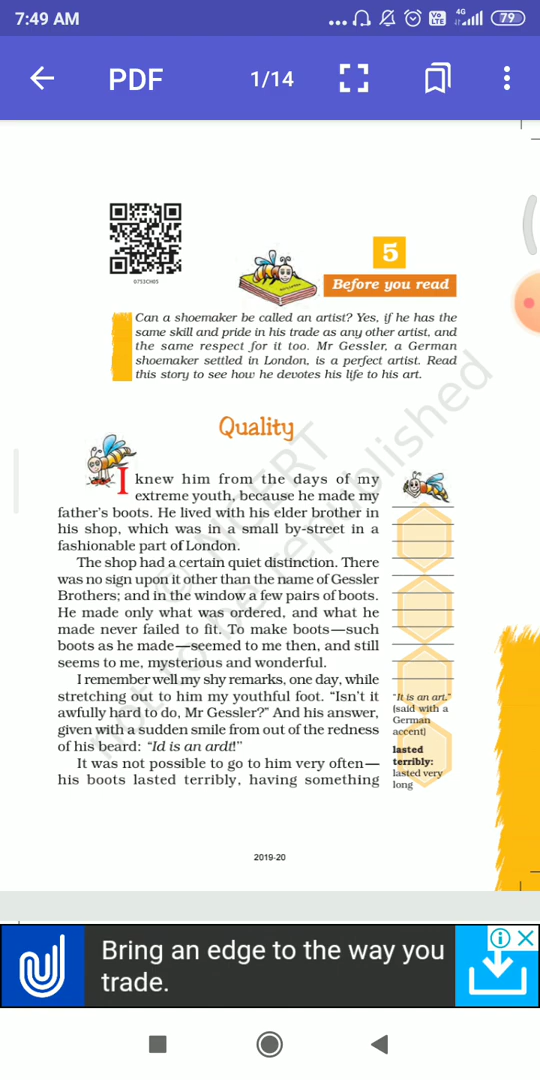 7:49 AM
... Vo LTE 4G 79
PDF 1/14
0753CH05
5
Before you read
Can a shoemaker be called an artist? Yes, if he has the
same skill and pride in his trade as any other artist, and
the same respect for it too. Mr Gessler, a German
shoemaker settled in London, is a perfect artist. Read
this story to see how he devotes his life to his art.
Quality
I knew him from the days of my
extreme youth, because he made my
father's boots. He lived with his elder brother in
his shop, which was in a small by-street in a
fashionable part of London.
The shop had a certain quiet distinction. There
was no sign upon it other than the name of Gessler
Brothers; and in the window a few pairs of boots.
He made only what was ordered, and what he
made never failed to fit. To make boots—such
boots as he made—seemed to me then, and still
seems to me, mysterious and wonderful.
I remember well my shy remarks, one day, while
stretching out to him my youthful foot. “Isn't it
awfully hard to do, Mr Gessler?” And his answer,
given with a sudden smile from out of the redness
of his beard: “Id is an ardt!”
It was not possible to go to him very often—
his boots lasted terribly, having something
“It is an art.”
(said with a
German
accent)
lasted
terribly:
lasted very
long
© NCERT
not to be republished
2019-20
Bring an edge to the way you
trade.